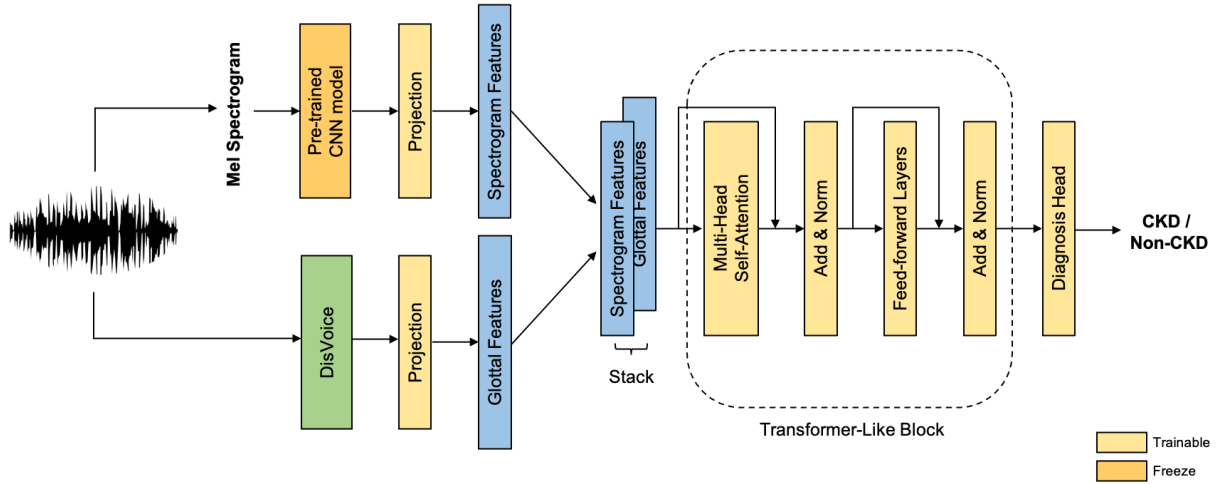 Mel Spectrogram
Pre-trained
CNN model
Projection
Spectrogram Features
DisVoice
Projection
Glottal Features
Spectrogram Features
Glottal Features
Stack
Multi-Head
Self-Attention
Add & Norm
Feed-forward Layers
Add & Norm
Transformer-Like Block
Diagnosis Head
CKD /
Non-CKD
Trainable
Freeze